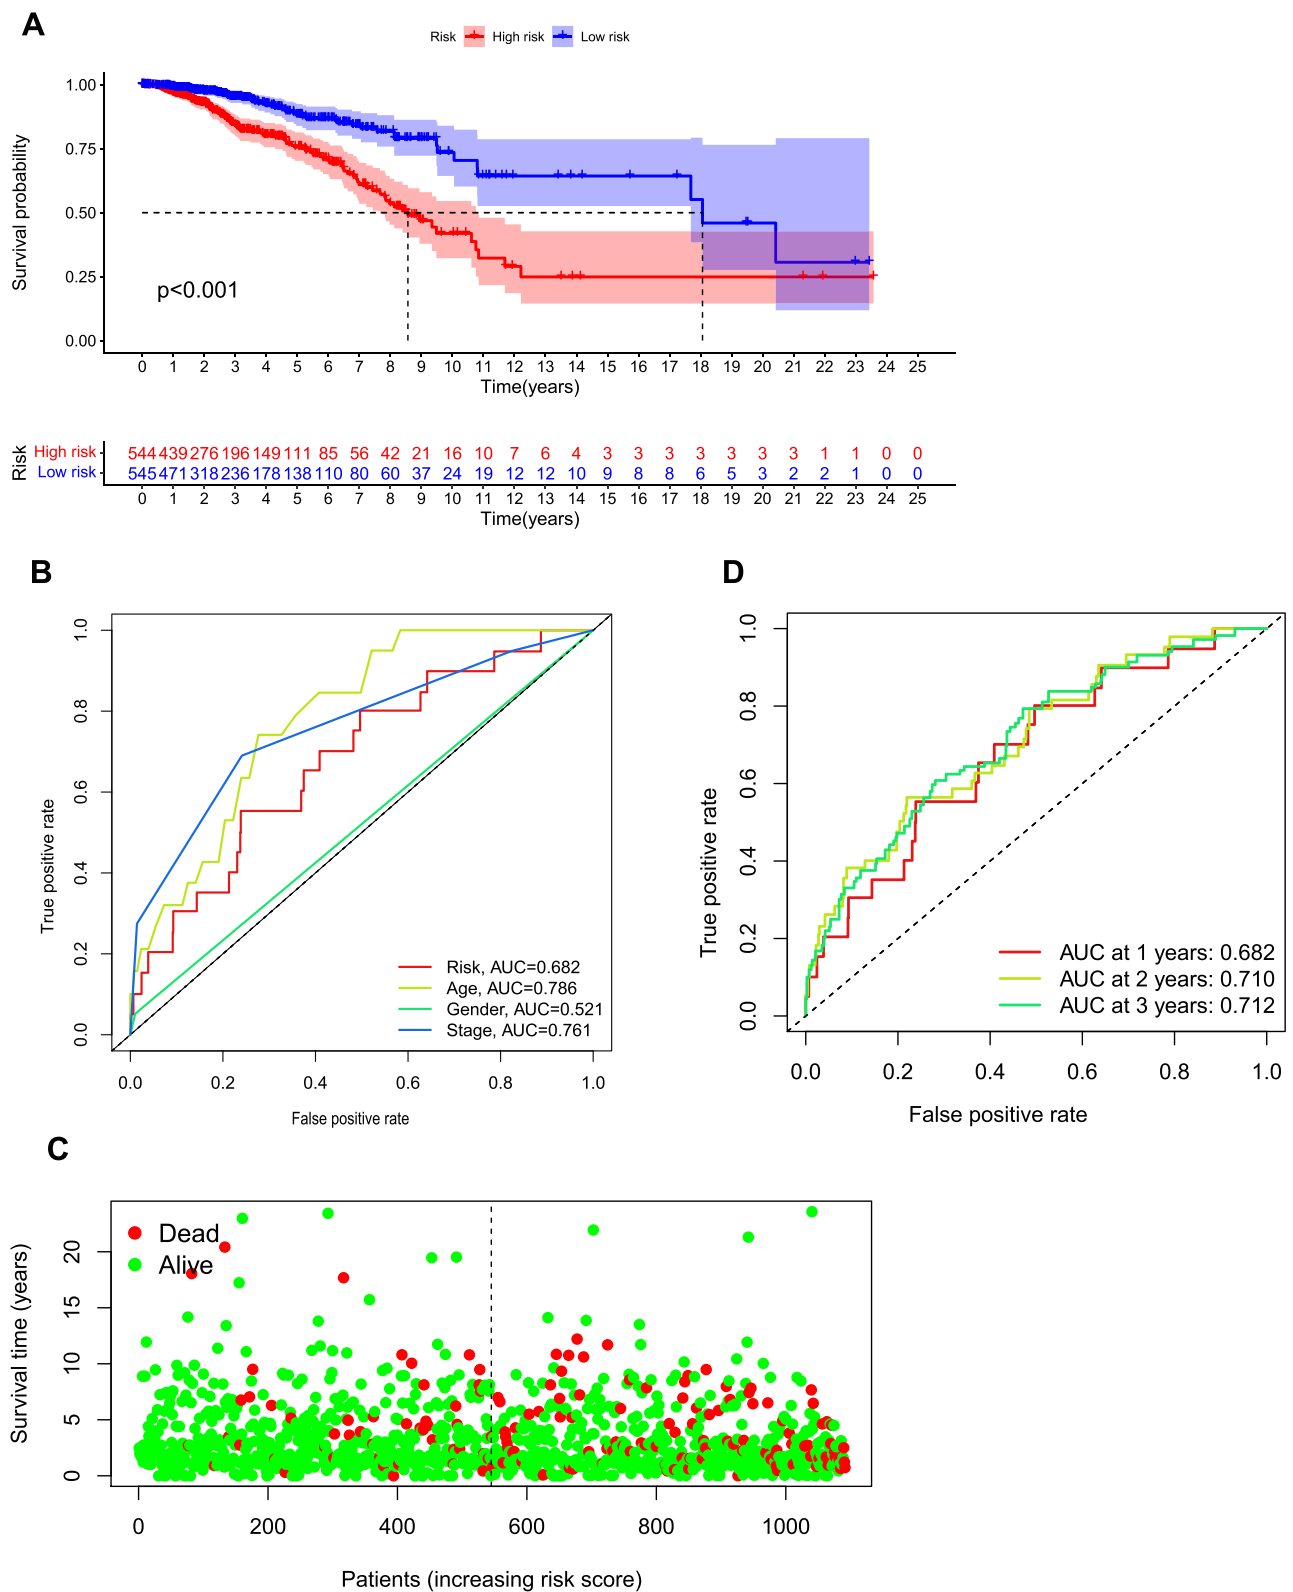 A
Risk High risk Low risk
Survival probability
1.00
0.75
0.50
0.25
0.00
p<0.001
0 1 2 3 4 5 6 7 8 9 10 11 12 13 14 15 16 17 18 19 20 21 22 23 24 25
Time(years)
Risk
High risk 544 439 276 196 149 111 85 56 42 21 16 10 7 6 4 3 3 3 3 3 3 3 1 1 0 0
Low risk 545 471 318 236 178 138 110 80 60 37 24 19 12 12 10 9 8 8 6 5 3 2 2 1 0 0
0 1 2 3 4 5 6 7 8 9 10 11 12 13 14 15 16 17 18 19 20 21 22 23 24 25
Time(years)
B
True positive rate
1.0
0.8
0.6
0.4
0.2
0.0
Risk, AUC=0.682
Age, AUC=0.786
Gender, AUC=0.521
Stage, AUC=0.761
0.0 0.2 0.4 0.6 0.8 1.0
False positive rate
D
True positive rate
1.0
0.8
0.6
0.4
0.2
0.0
AUC at 1 years: 0.682
AUC at 2 years: 0.710
AUC at 3 years: 0.712
0.0 0.2 0.4 0.6 0.8 1.0
False positive rate
C
Survival time (years)
20
15
10
5
0
Dead
Alive
0 200 400 600 800 1000
Patients (increasing risk score)